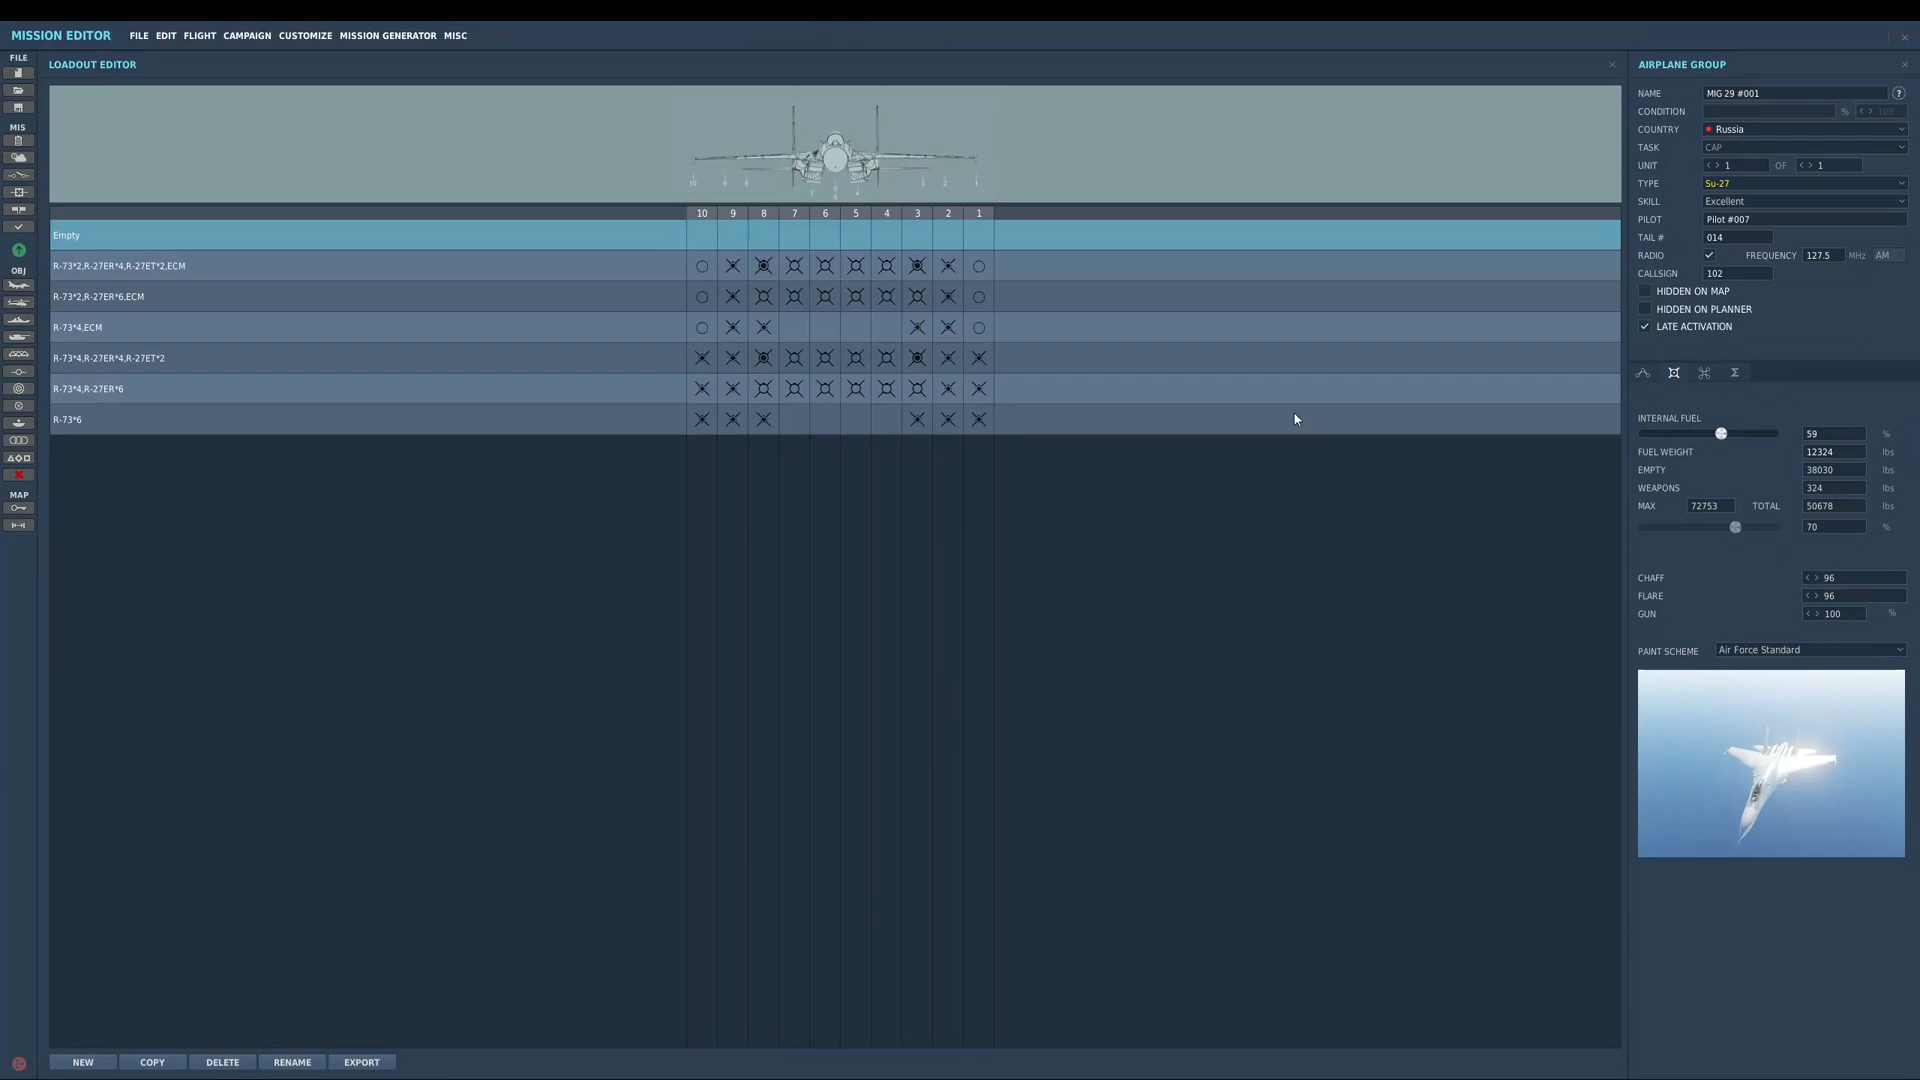 MISSION EDITOR FILE EDIT FLIGHT CAMPAIGN CUSTOMIZE MISSION GENERATOR MISC
FILE
MIS
OBJ
MAP
LOADOUT EDITOR
10 9 8 7 6 5 4 3 2 1
Empty
R-73*2,R-27ER*4,R-27ET*2,ECM
R-73*2,R-27ER*6,ECM
R-73*4,ECM
R-73*4,R-27ER*4,R-27ET*2
R-73*4,R-27ER*6
R-73*6
NEW COPY DELETE RENAME EXPORT
AIRPLANE GROUP
NAME MIG 29 #001 ?
CONDITION % < > 100
COUNTRY Russia
TASK CAP
UNIT < > 1 OF < > 1
TYPE Su-27
SKILL Excellent
PILOT Pilot #007
TAIL # 014
RADIO FREQUENCY 127.5 MHz AM
CALLSIGN 102
HIDDEN ON MAP
HIDDEN ON PLANNER
LATE ACTIVATION
INTERNAL FUEL
59 %
FUEL WEIGHT 12324 lbs
EMPTY 38030 lbs
WEAPONS 324 lbs
MAX 72753 TOTAL 50678 lbs
70 %
CHAFF < > 96
FLARE < > 96
GUN < > 100 %
PAINT SCHEME Air Force Standard